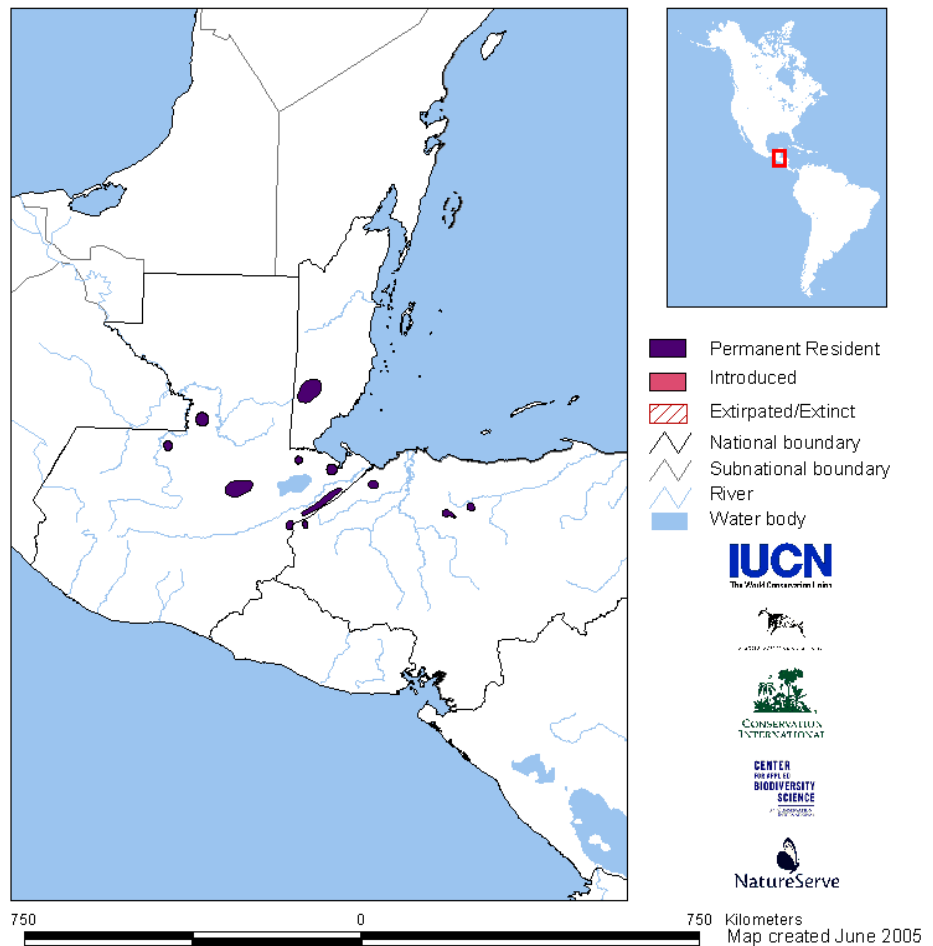 Permanent Resident
Introduced
Extirpated/Extinct
National boundary
Subnational boundary
River
Water body
IUCN
The World Conservation Union
CONSERVATION
INTERNATIONAL
CENTER
FOR APPLIED
BIODIVERSITY
SCIENCE
NatureServe
750 0 750 Kilometers
Map created June 2005